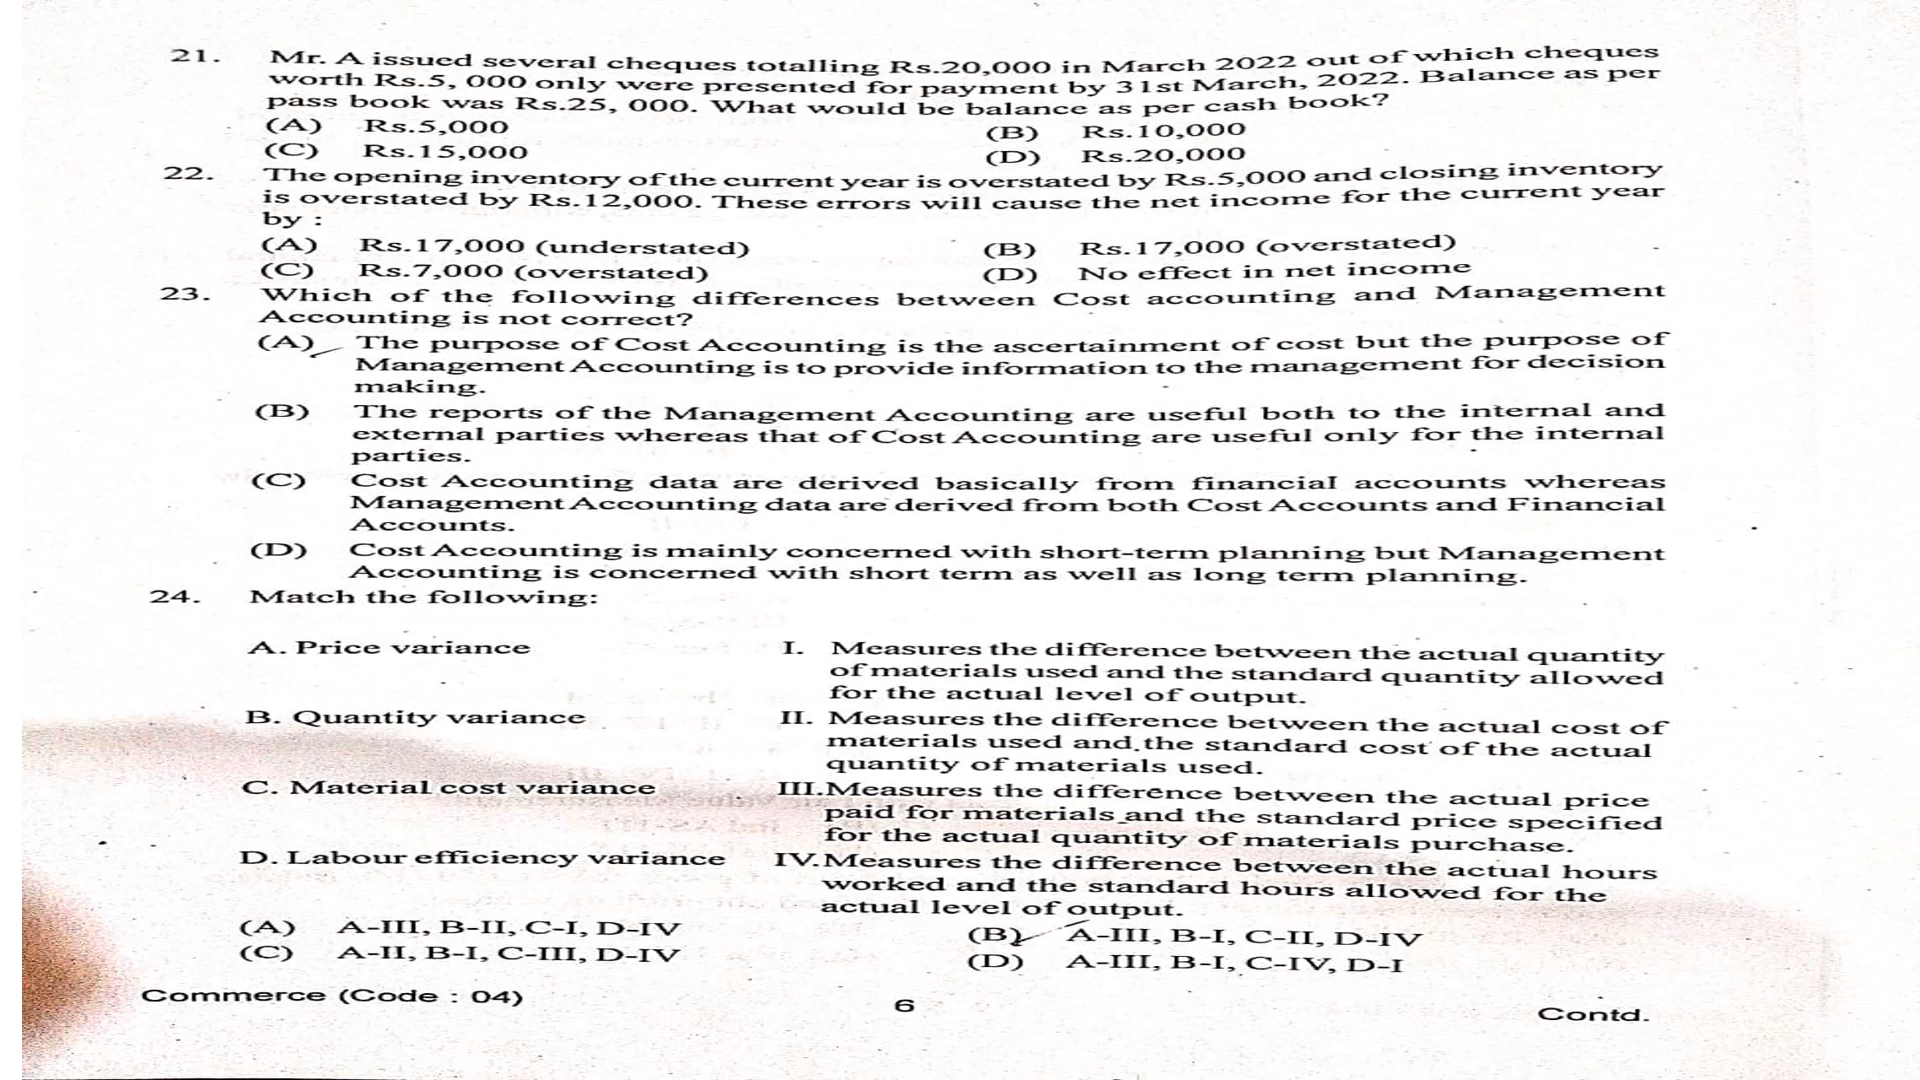 21. Mr. A issued several cheques totalling Rs.20,000 in March 2022 out of which cheques
worth Rs.5, 000 only were presented for payment by 31st March, 2022. Balance as per
pass book was Rs.25, 000. What would be balance as per cash book?
(A) Rs.5,000 (B) Rs.10,000
(C) Rs.15,000 (D) Rs.20,000
22. The opening inventory of the current year is overstated by Rs.5,000 and closing inventory
is overstated by Rs.12,000. These errors will cause the net income for the current year
by :
(A) Rs.17,000 (understated) (B) Rs.17,000 (overstated)
(C) Rs.7,000 (overstated) (D) No effect in net income
23. Which of the following differences between Cost accounting and Management
Accounting is not correct?
(A) The purpose of Cost Accounting is the ascertainment of cost but the purpose of
Management Accounting is to provide information to the management for decision
making.
(B) The reports of the Management Accounting are useful both to the internal and
external parties whereas that of Cost Accounting are useful only for the internal
parties.
(C) Cost Accounting data are derived basically from financial accounts whereas
Management Accounting data are derived from both Cost Accounts and Financial
Accounts.
(D) Cost Accounting is mainly concerned with short-term planning but Management
Accounting is concerned with short term as well as long term planning.
24. Match the following:
A. Price variance I. Measures the difference between the actual quantity
of materials used and the standard quantity allowed
for the actual level of output.
B. Quantity variance II. Measures the difference between the actual cost of
materials used and the standard cost of the actual
quantity of materials used.
C. Material cost variance III. Measures the difference between the actual price
paid for materials and the standard price specified
for the actual quantity of materials purchase.
D. Labour efficiency variance IV. Measures the difference between the actual hours
worked and the standard hours allowed for the
actual level of output.
(A) A-III, B-II, C-I, D-IV (B) A-III, B-I, C-II, D-IV
(C) A-II, B-I, C-III, D-IV (D) A-III, B-I, C-IV, D-I
Commerce (Code : 04) 6 Contd.